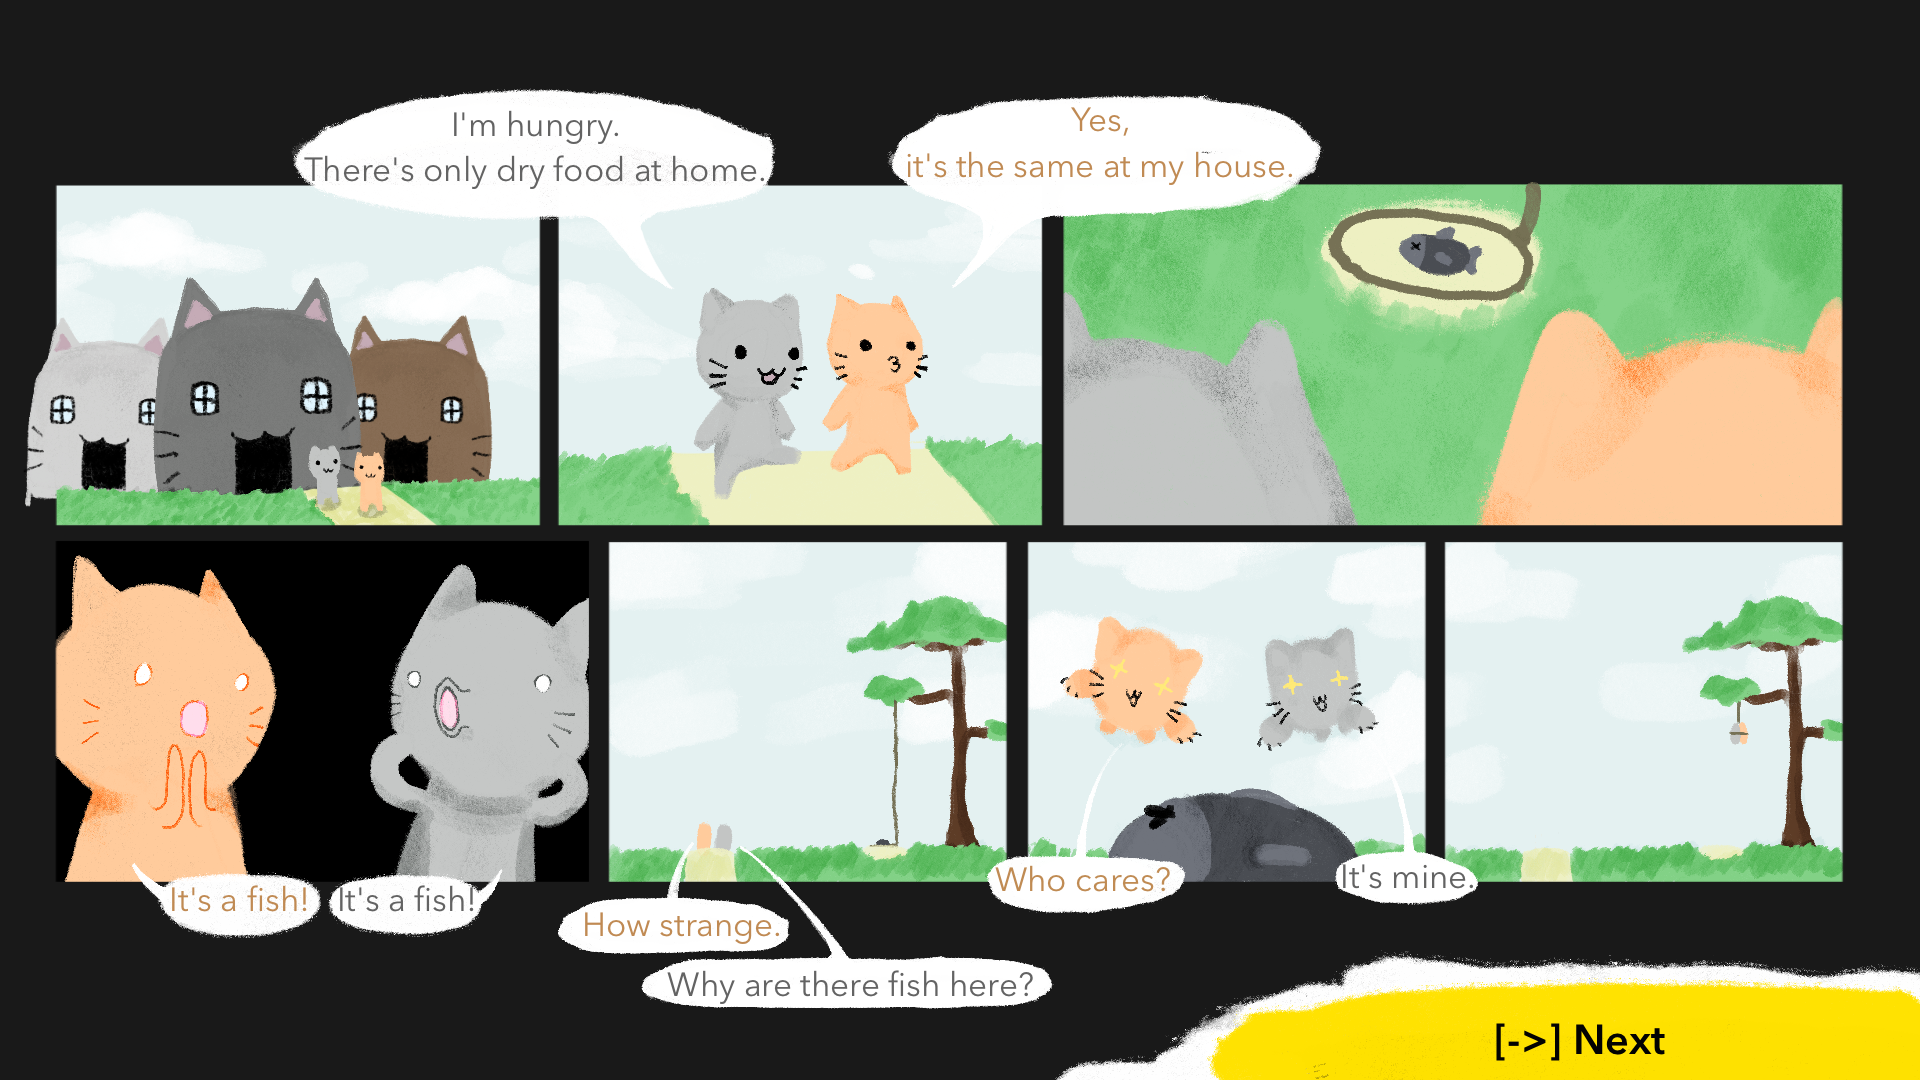 I'm hungry.
There's only dry food at home.
Yes,
it's the same at my house.
It's a fish!
It's a fish!
How strange.
Why are there fish here?
Who cares?
It's mine.
[->] Next